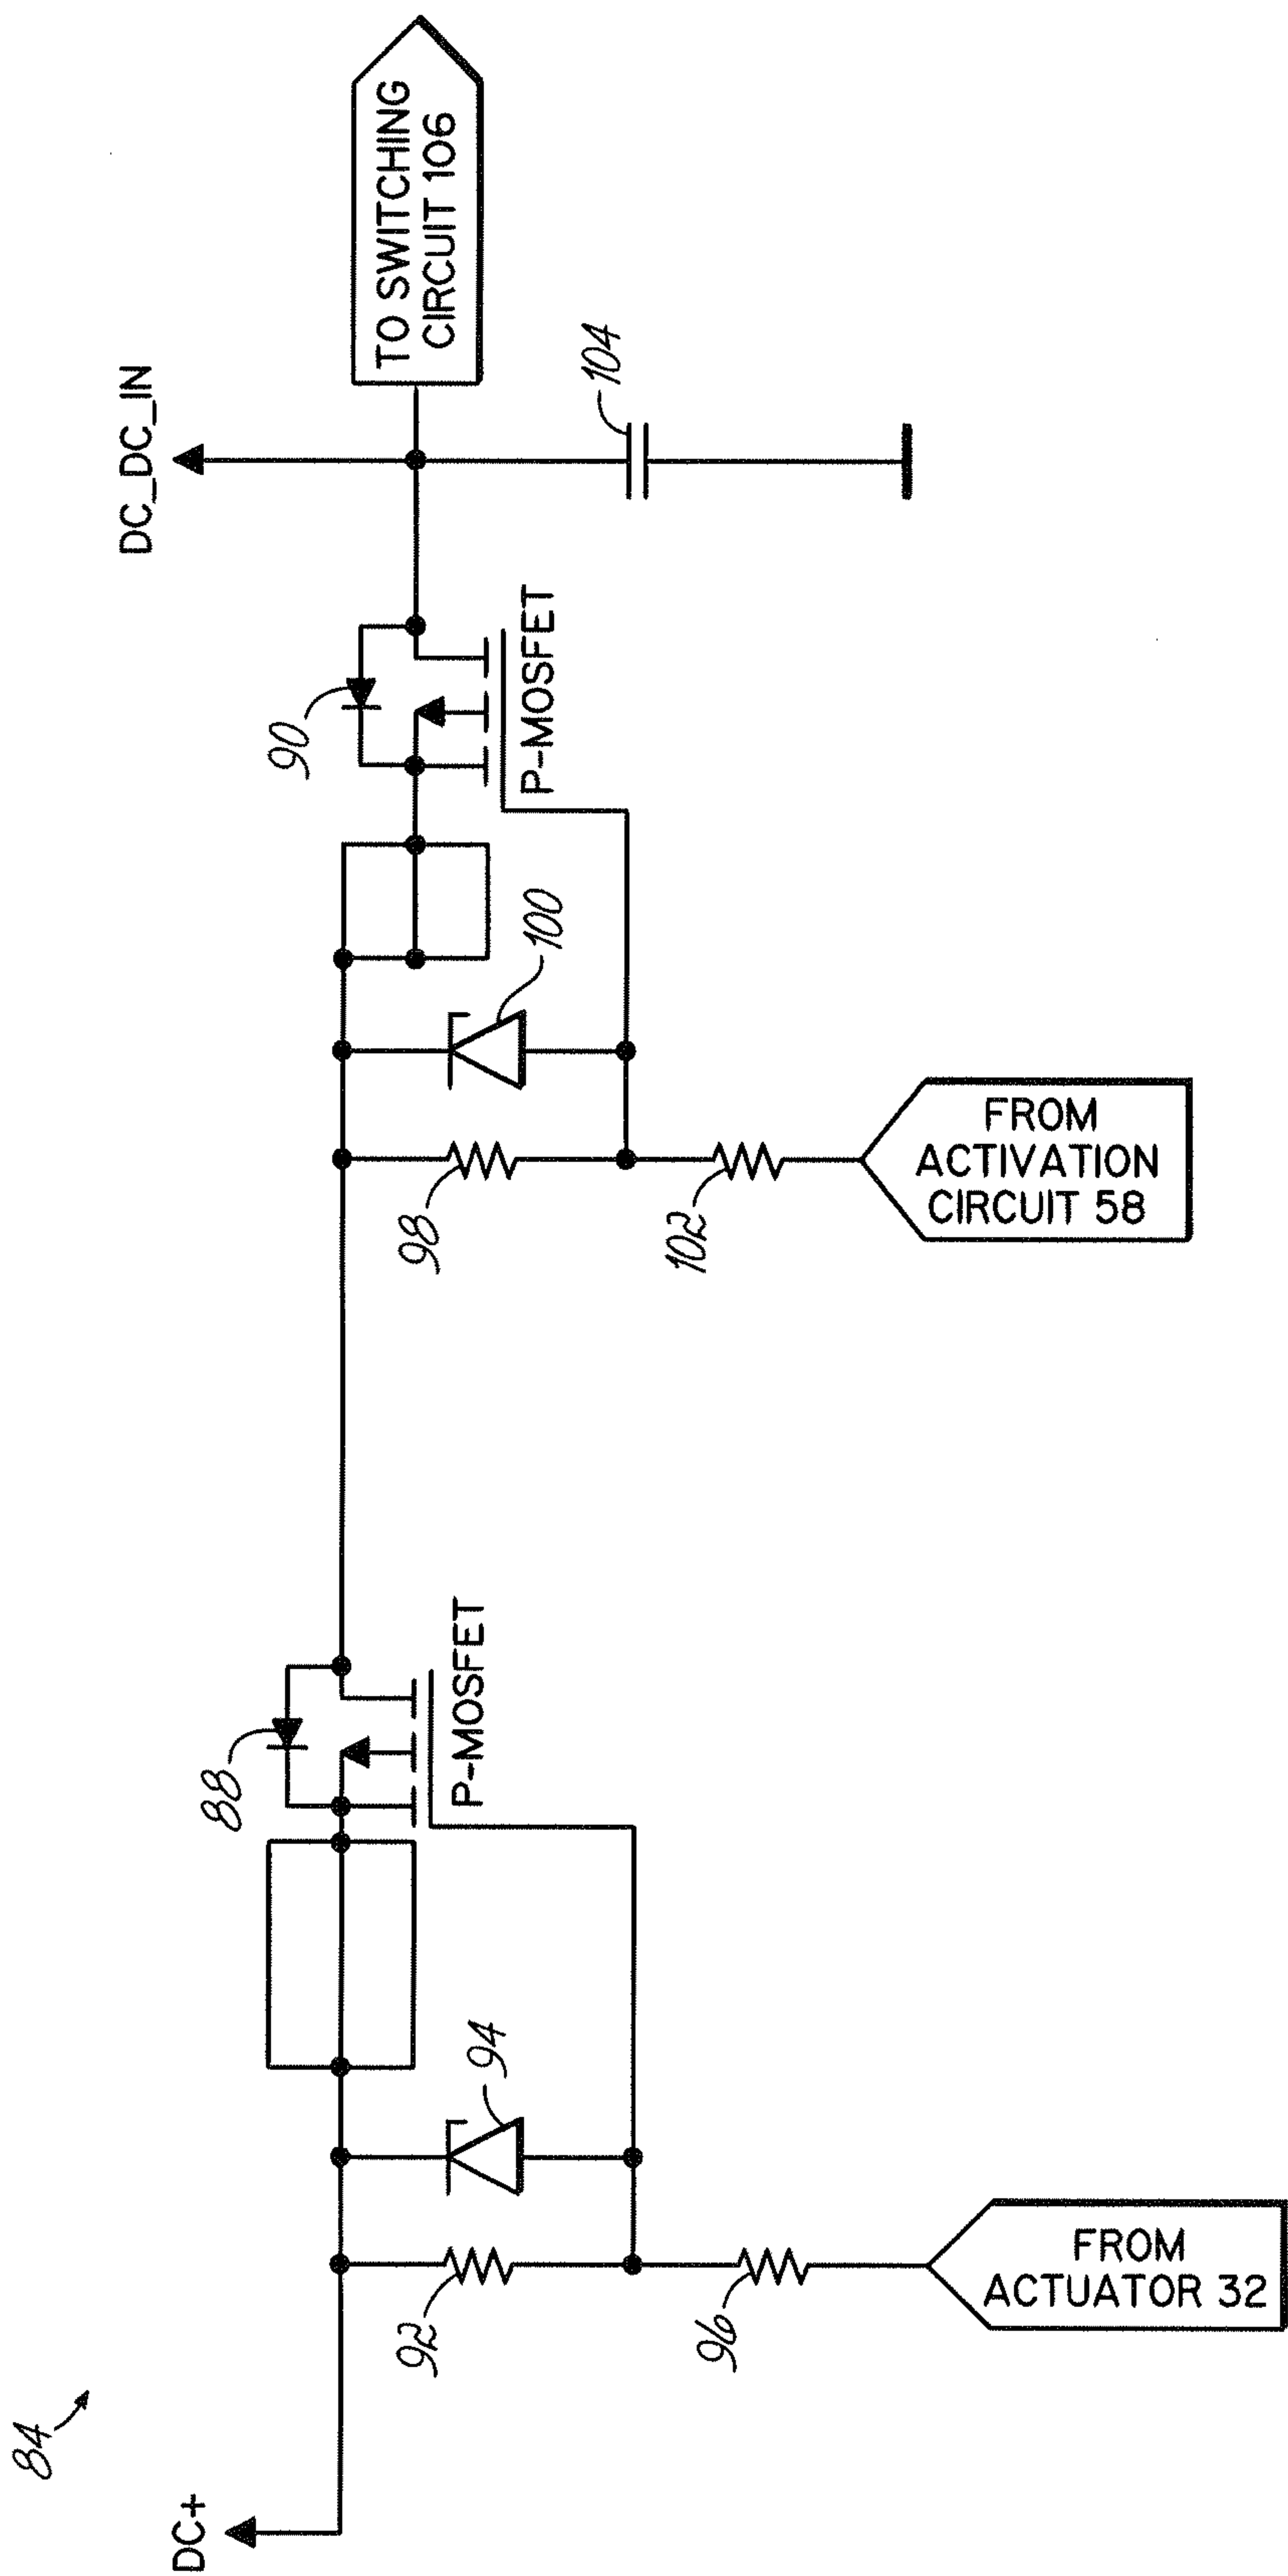 84
DC+
88
P-MOSFET
92
94
96
FROM
ACTUATOR 32
DC_DC_IN
90
P-MOSFET
98
100
102
FROM
ACTIVATION
CIRCUIT 58
TO SWITCHING
CIRCUIT 106
104